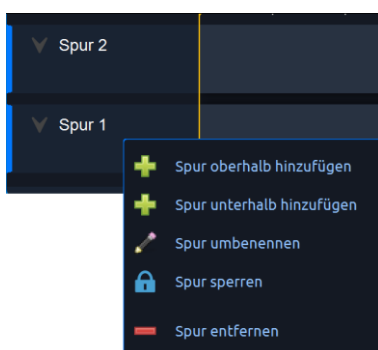 Spur 2
Spur 1
Spur oberhalb hinzufügen
Spur unterhalb hinzufügen
Spur umbenennen
Spur sperren
Spur entfernen